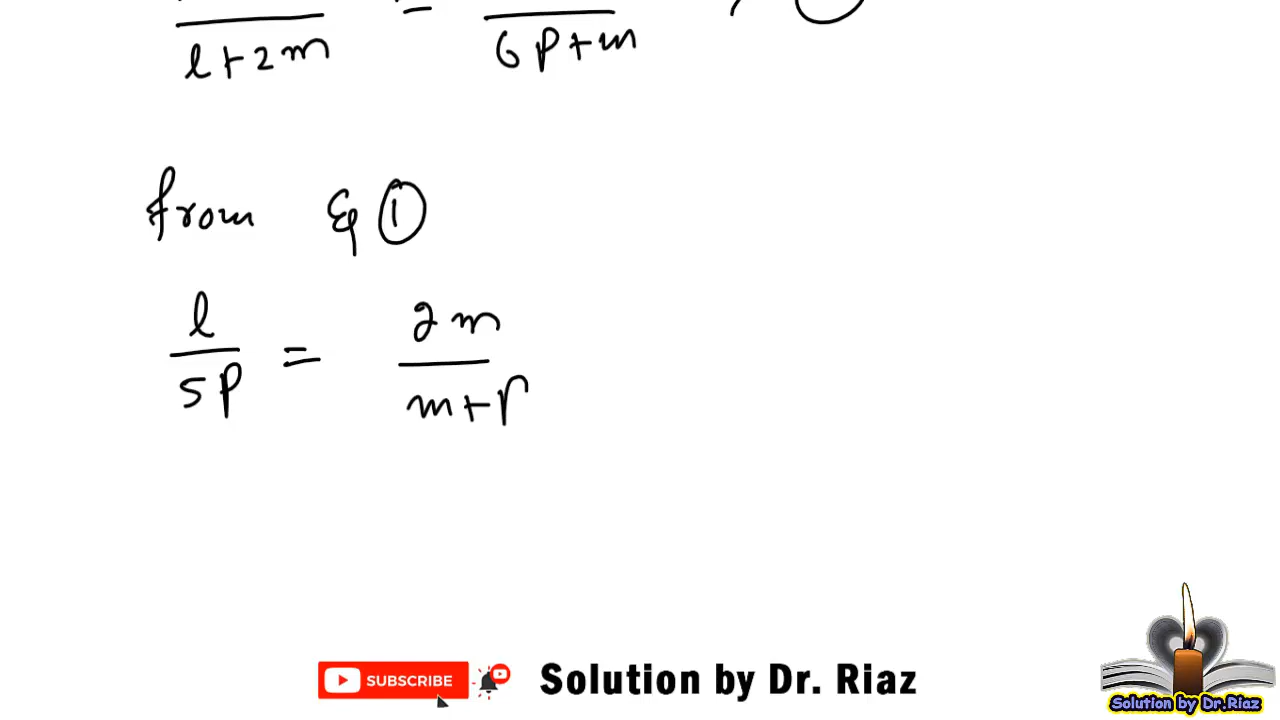 l+2m = 6p+m
from Eq ①
l/5p = 2m/m+p
SUBSCRIBE
Solution by Dr. Riaz
Solution by Dr.Riaz